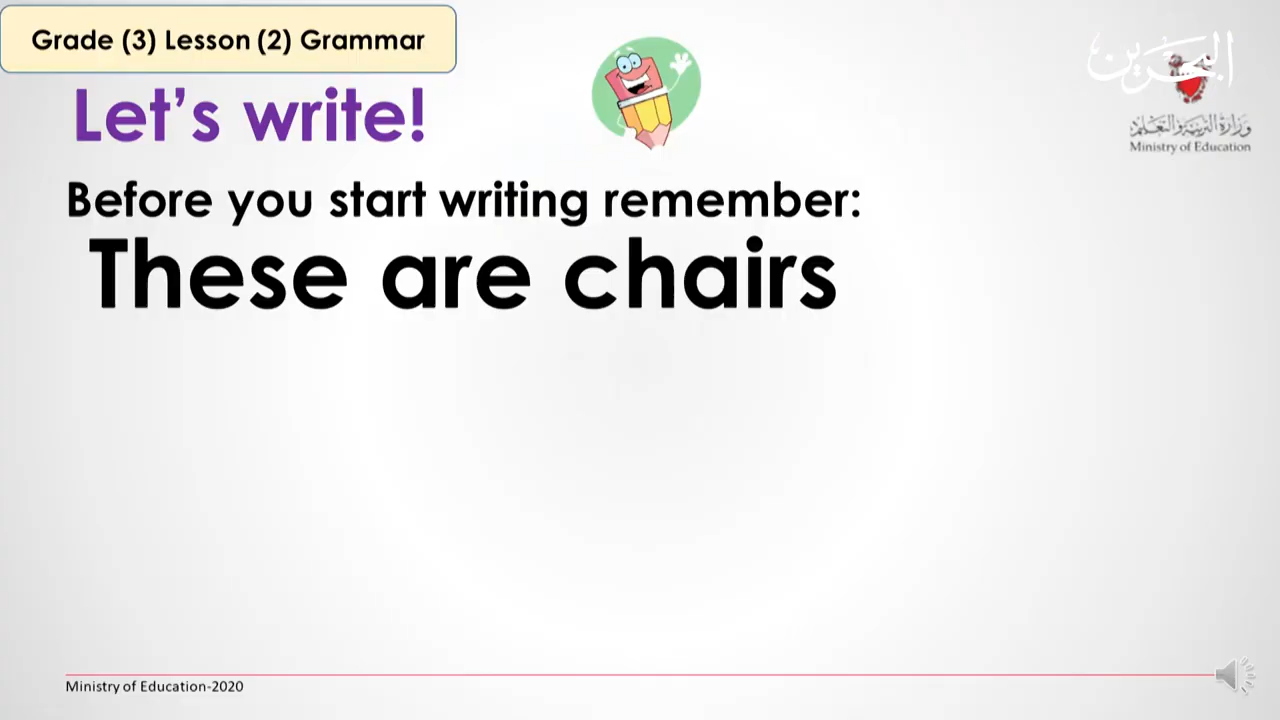 Grade (3) Lesson (2) Grammar
البحرين
Let's write!
وزارة التربية والتعليم
Ministry of Education
Before you start writing remember:
These are chairs
Ministry of Education-2020